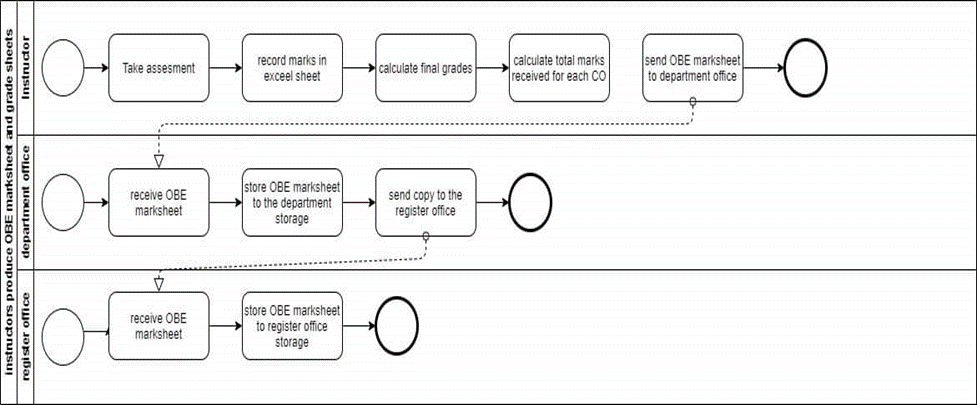 instructors produce OBE marksheet and grade sheets
Instructor
Take assesment
record marks in
exceel sheet
calculate final grades
calculate total marks
received for each CO
send OBE marksheet
to department office
department office
receive OBE
marksheet
store OBE marksheet
to the department
storage
send copy to the
register office
register office
receive OBE
marksheet
store OBE marksheet
to register office
storage